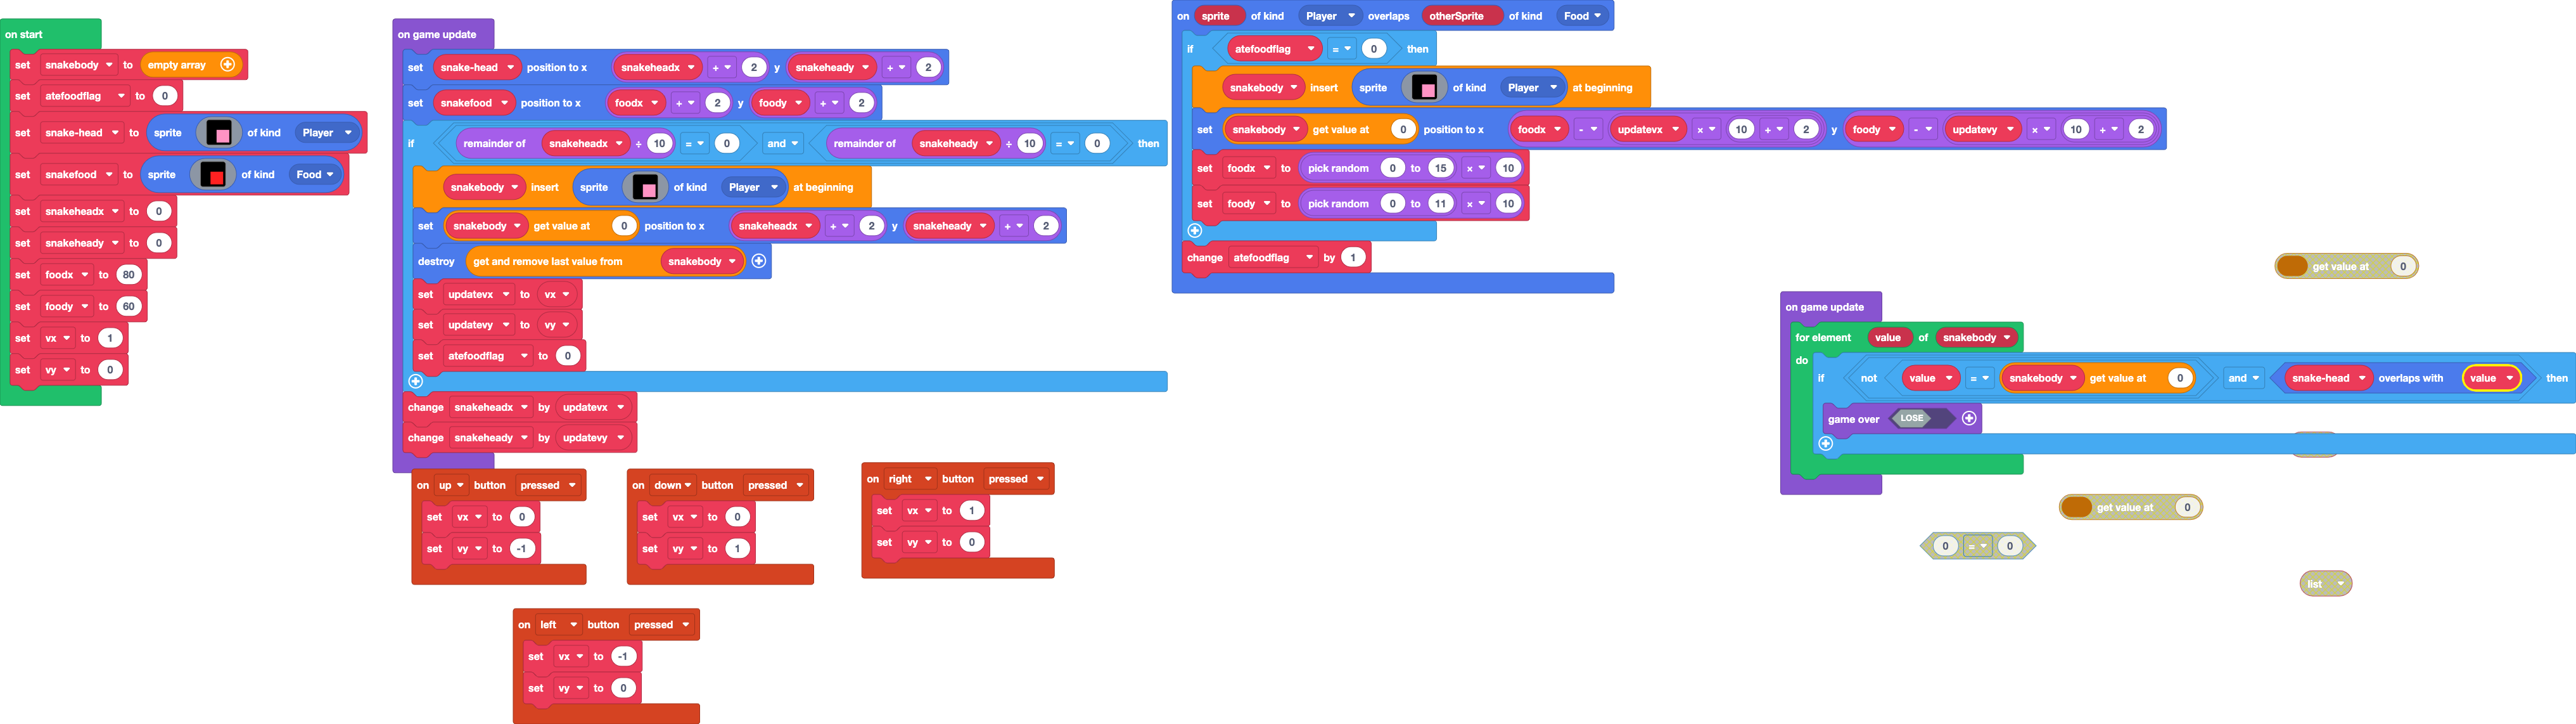 on start
set snakebody to empty array
set atefoodflag to 0
set snake-head to sprite of kind Player
set snakefood to sprite of kind Food
set snakeheadx to 0
set snakeheady to 0
set foodx to 80
set foody to 60
set vx to 1
set vy to 0
on game update
set snake-head position to x snakeheadx + 2 y snakeheady + 2
set snakefood position to x foodx + 2 y foody + 2
if remainder of snakeheadx ÷ 10 = 0 and remainder of snakeheady ÷ 10 = 0 then
snakebody insert sprite of kind Player at beginning
set snakebody get value at 0 position to x snakeheadx + 2 y snakeheady + 2
destroy get and remove last value from snakebody
set updatevx to vx
set updatevy to vy
set atefoodflag to 0
change snakeheadx by updatevx
change snakeheady by updatevy
on up button pressed
set vx to 0
set vy to -1
on down button pressed
set vx to 0
set vy to 1
on right button pressed
set vx to 1
set vy to 0
on left button pressed
set vx to -1
set vy to 0
on sprite of kind Player overlaps otherSprite of kind Food
if atefoodflag = 0 then
snakebody insert sprite of kind Player at beginning
set snakebody get value at 0 position to x foodx - updatevx × 10 + 2 y foody - updatevy × 10 + 2
set foodx to pick random 0 to 15 × 10
set foody to pick random 0 to 11 × 10
change atefoodflag by 1
get value at 0
on game update
for element value of snakebody
do
if not value = snakebody get value at 0 and snake-head overlaps with value then
game over LOSE
get value at 0
0 = 0
list